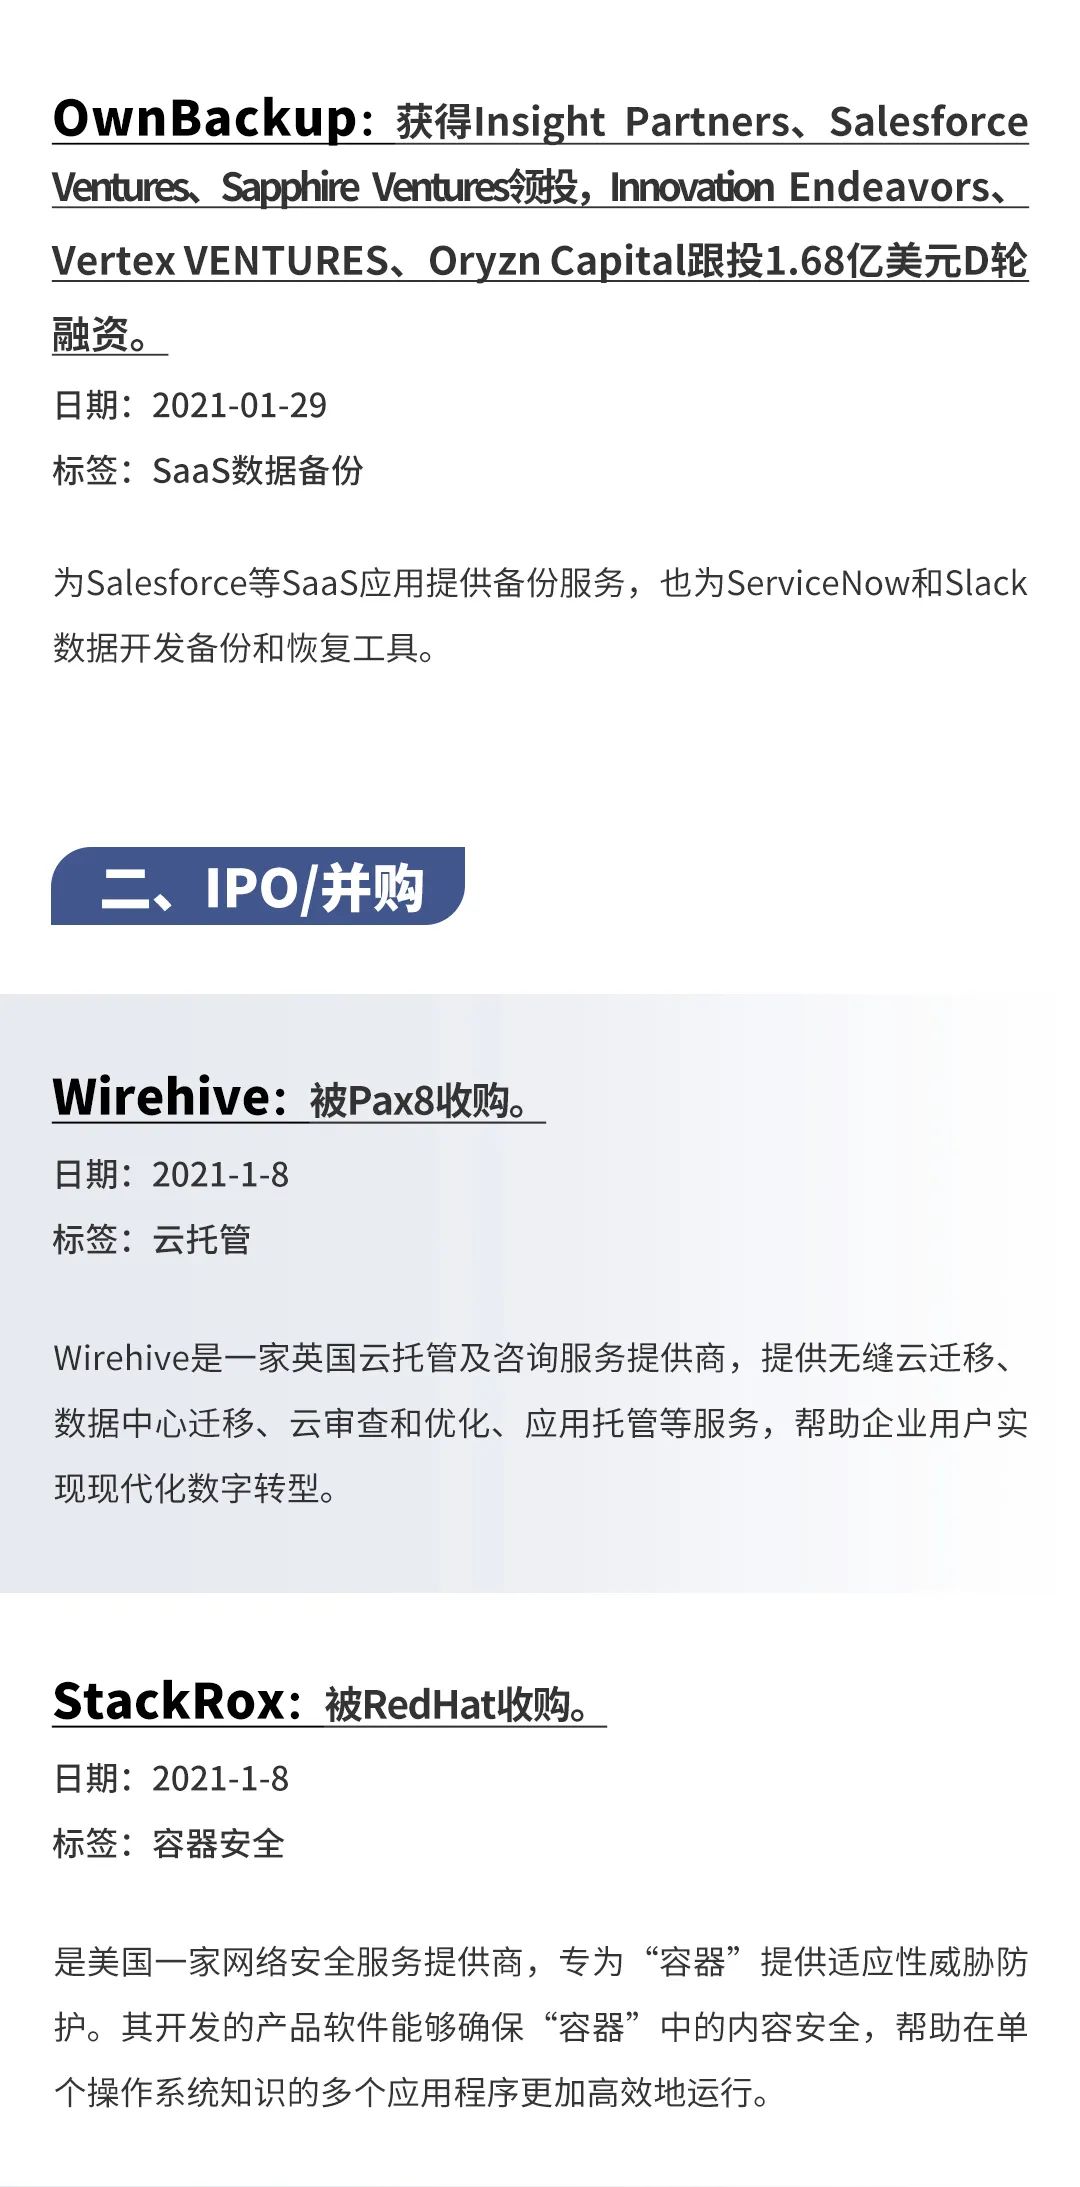 OwnBackup：获得Insight Partners、Salesforce
Ventures、Sapphire Ventures领投，Innovation Endeavors、
Vertex VENTURES、Oryzn Capital跟投1.68亿美元D轮
融资。
日期：2021-01-29
标签：SaaS数据备份
为Salesforce等SaaS应用提供备份服务，也为ServiceNow和Slack
数据开发备份和恢复工具。
二、IPO/并购
Wirehive：被Pax8收购。
日期：2021-1-8
标签：云托管
Wirehive是一家英国云托管及咨询服务提供商，提供无缝云迁移、
数据中心迁移、云审查和优化、应用托管等服务，帮助企业用户实
现现代化数字转型。
StackRox：被RedHat收购。
日期：2021-1-8
标签：容器安全
是美国一家网络安全服务提供商，专为“容器”提供适应性威胁防
护。其开发的产品软件能够确保“容器”中的内容安全，帮助在单
个操作系统知识的多个应用程序更加高效地运行。